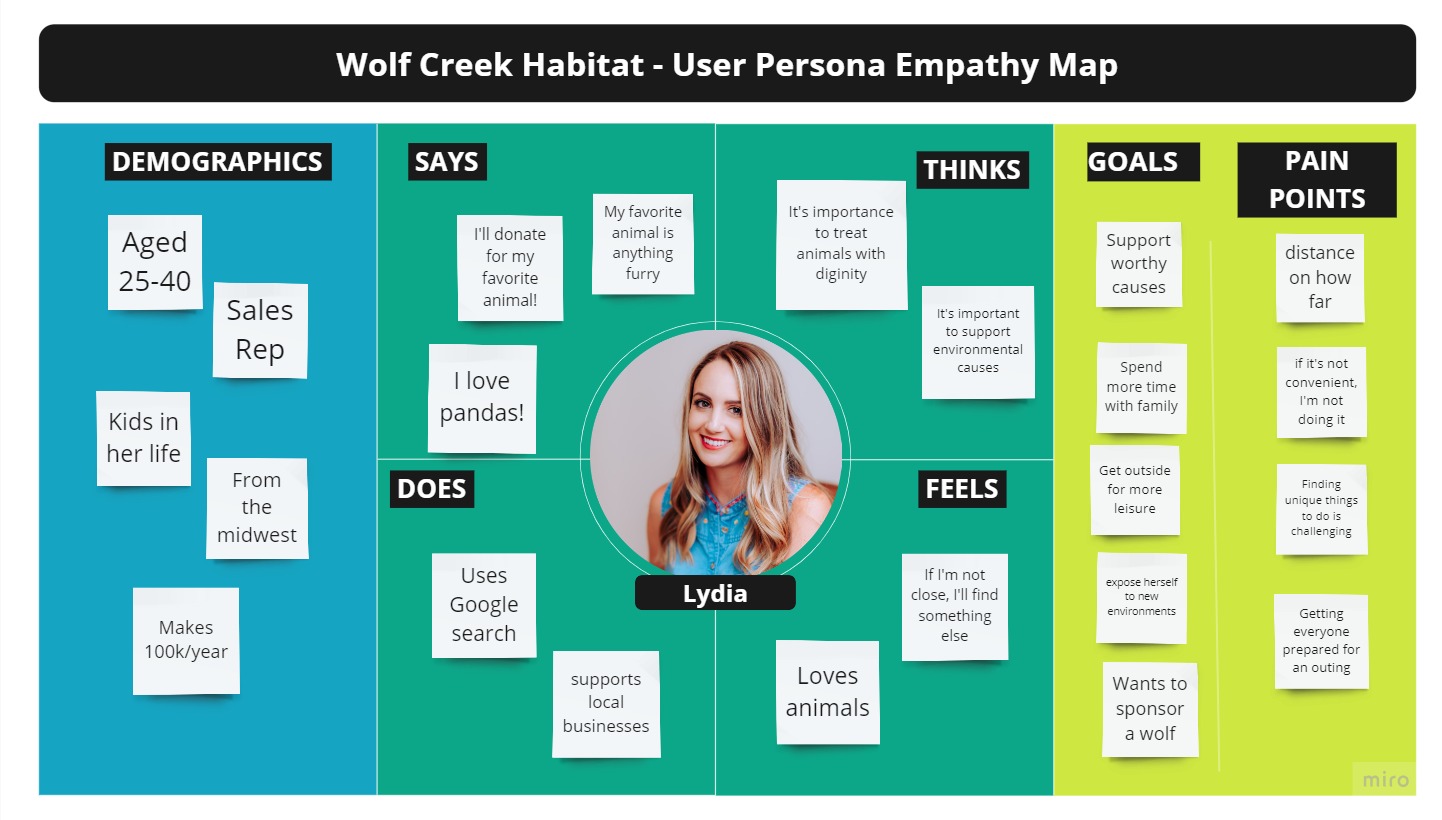 Wolf Creek Habitat - User Persona Empathy Map
DEMOGRAPHICS
Aged
25-40
Sales
Rep
Kids in
her life
From
the
midwest
Makes
100k/year
SAYS
I'll donate
for my
favorite
animal!
My favorite
animal is
anything
furry
I love
pandas!
THINKS
It's importance
to treat
animals with
diginity
It's important
to support
environmental
causes
DOES
Uses
Google
search
supports
local
businesses
Lydia
FEELS
If I'm not
close, I'll find
something
else
Loves
animals
GOALS
Support
worthy
causes
Spend
more time
with family
Get outside
for more
leisure
expose herself
to new
environments
Wants to
sponsor
a wolf
PAIN
POINTS
distance
on how
far
if it's not
convenient,
I'm not
doing it
Finding
unique things
to do is
challenging
Getting
everyone
prepared for
an outing
miro